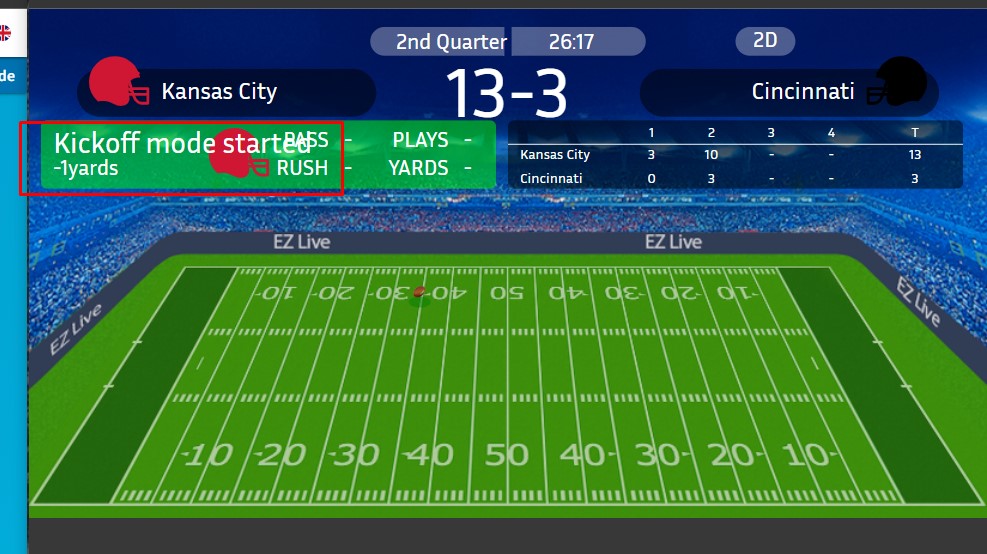 de
2nd Quarter 26:17 2D
Kansas City 13-3 Cincinnati
Kickoff mode started PASS - PLAYS -
-1yards RUSH - YARDS -
1 2 3 4 T
Kansas City 3 10 - - 13
Cincinnati 0 3 - - 3
EZ Live EZ Live
EZ Live EZ Live
10 20 30 40 50 40 30 20 10
10 20 30 40 50 40 30 20 10